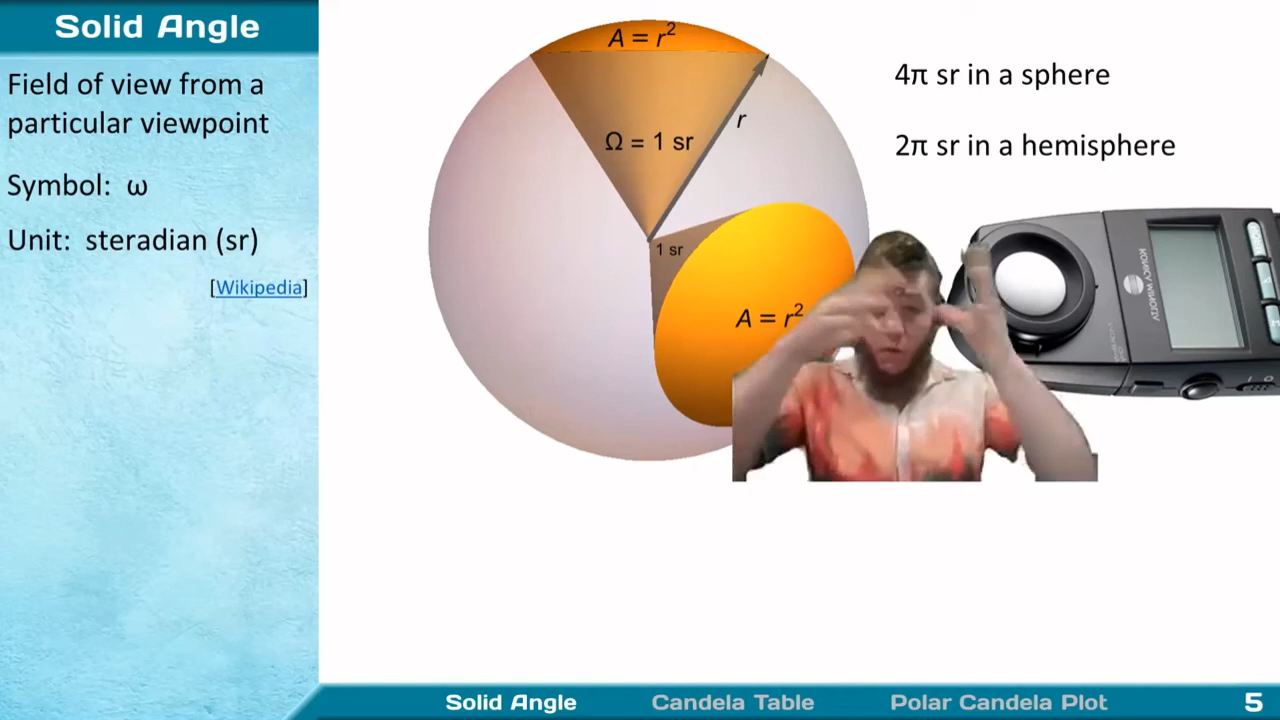 Solid Angle
Field of view from a
particular viewpoint
Symbol: ω
Unit: steradian (sr)
[Wikipedia]
A = r²
Ω = 1 sr
r
1 sr
A = r²
4π sr in a sphere
2π sr in a hemisphere
KONICA MINOLTA
Solid Angle
Candela Table
Polar Candela Plot
5